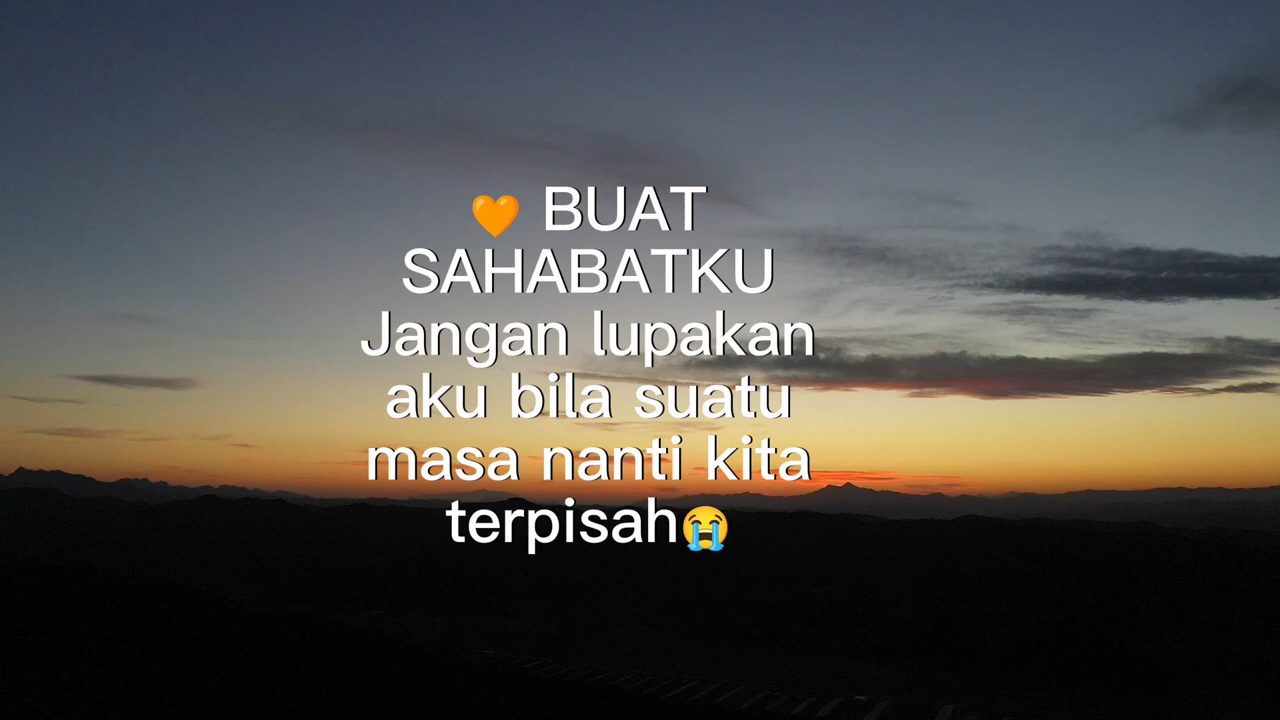 🧡 BUAT
SAHABATKU
Jangan lupakan
aku bila suatu
masa nanti kita
terpisah😭